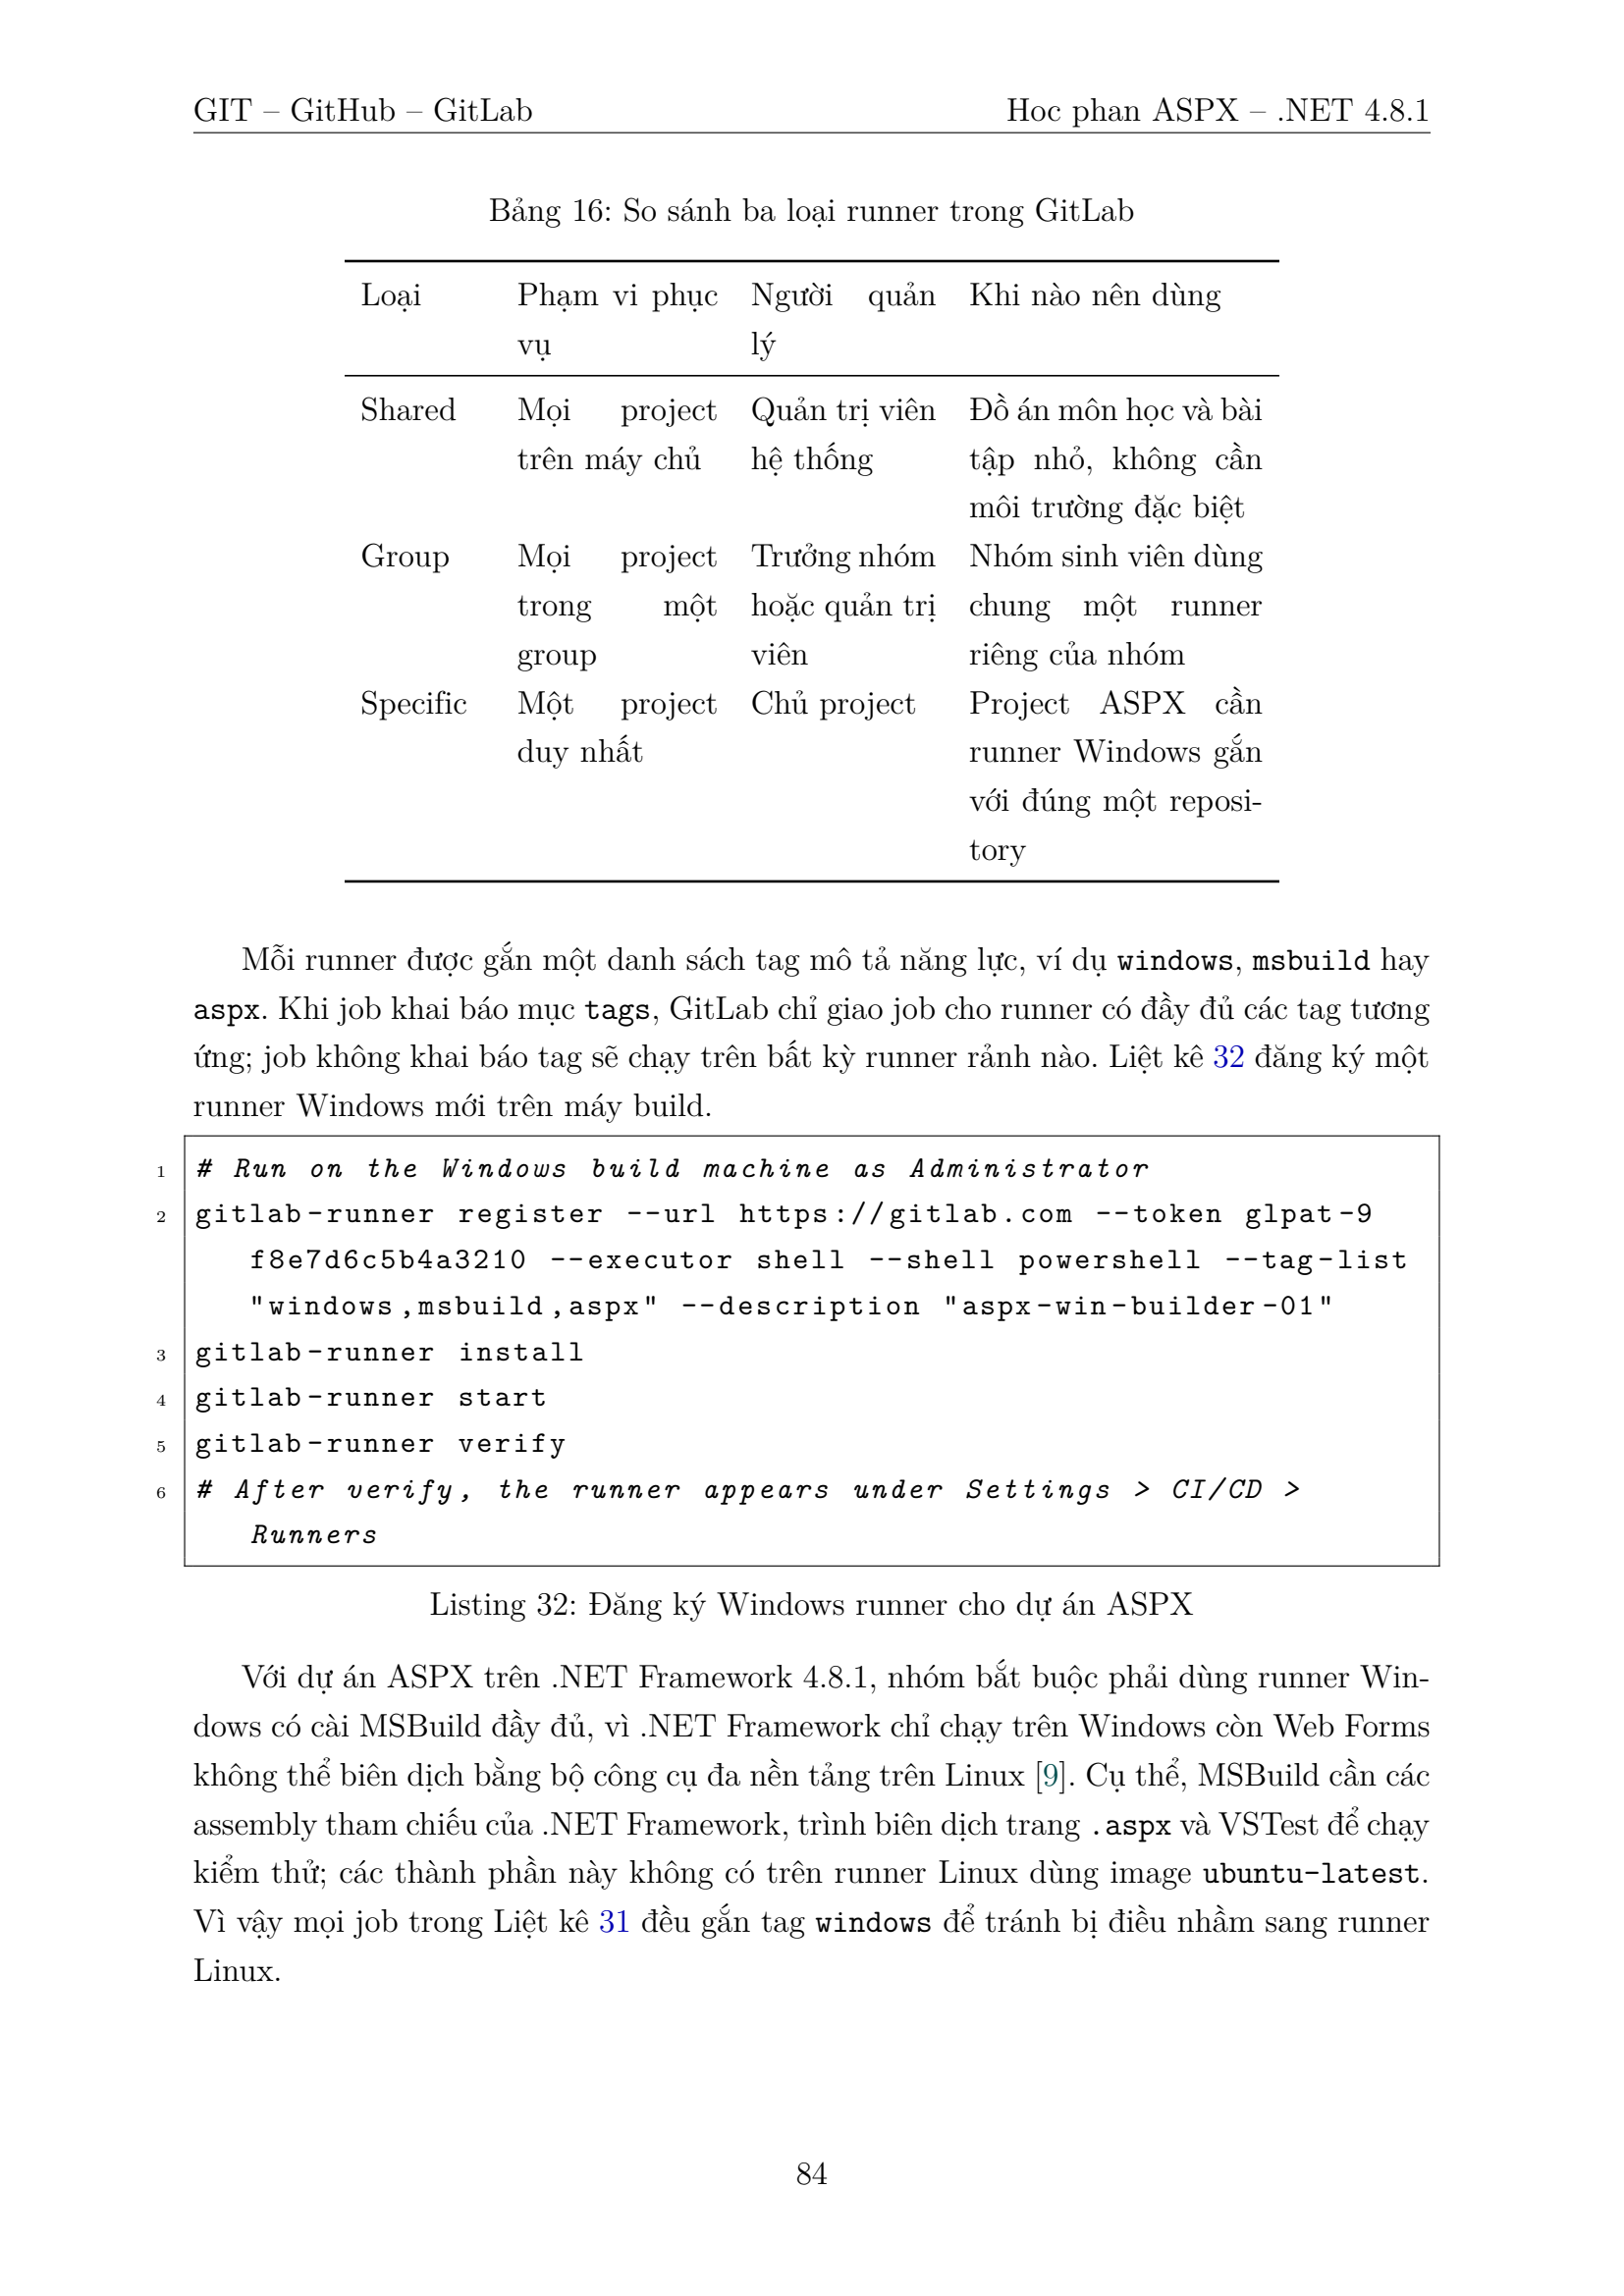 GIT – GitHub – GitLab Hoc phan ASPX – .NET 4.8.1
Bảng 16: So sánh ba loại runner trong GitLab
Loại Phạm vi phục Người quản Khi nào nên dùng
vụ lý
Shared Mọi project Quản trị viên Đồ án môn học và bài
trên máy chủ hệ thống tập nhỏ, không cần
môi trường đặc biệt
Group Mọi project Trưởng nhóm Nhóm sinh viên dùng
trong một hoặc quản trị chung một runner
group viên riêng của nhóm
Specific Một project Chủ project Project ASPX cần
duy nhất runner Windows gắn
với đúng một reposi-
tory
Mỗi runner được gắn một danh sách tag mô tả năng lực, ví dụ windows, msbuild hay
aspx. Khi job khai báo mục tags, GitLab chỉ giao job cho runner có đầy đủ các tag tương
ứng; job không khai báo tag sẽ chạy trên bất kỳ runner rảnh nào. Liệt kê 32 đăng ký một
runner Windows mới trên máy build.
1 # Run on the Windows build machine as Administrator
2 gitlab-runner register --url https://gitlab.com --token glpat-9
f8e7d6c5b4a3210 --executor shell --shell powershell --tag-list
"windows,msbuild,aspx" --description "aspx-win-builder-01"
3 gitlab-runner install
4 gitlab-runner start
5 gitlab-runner verify
6 # After verify, the runner appears under Settings > CI/CD >
Runners
Listing 32: Đăng ký Windows runner cho dự án ASPX
Với dự án ASPX trên .NET Framework 4.8.1, nhóm bắt buộc phải dùng runner Win-
dows có cài MSBuild đầy đủ, vì .NET Framework chỉ chạy trên Windows còn Web Forms
không thể biên dịch bằng bộ công cụ đa nền tảng trên Linux [9]. Cụ thể, MSBuild cần các
assembly tham chiếu của .NET Framework, trình biên dịch trang .aspx và VSTest để chạy
kiểm thử; các thành phần này không có trên runner Linux dùng image ubuntu-latest.
Vì vậy mọi job trong Liệt kê 31 đều gắn tag windows để tránh bị điều nhầm sang runner
Linux.
84